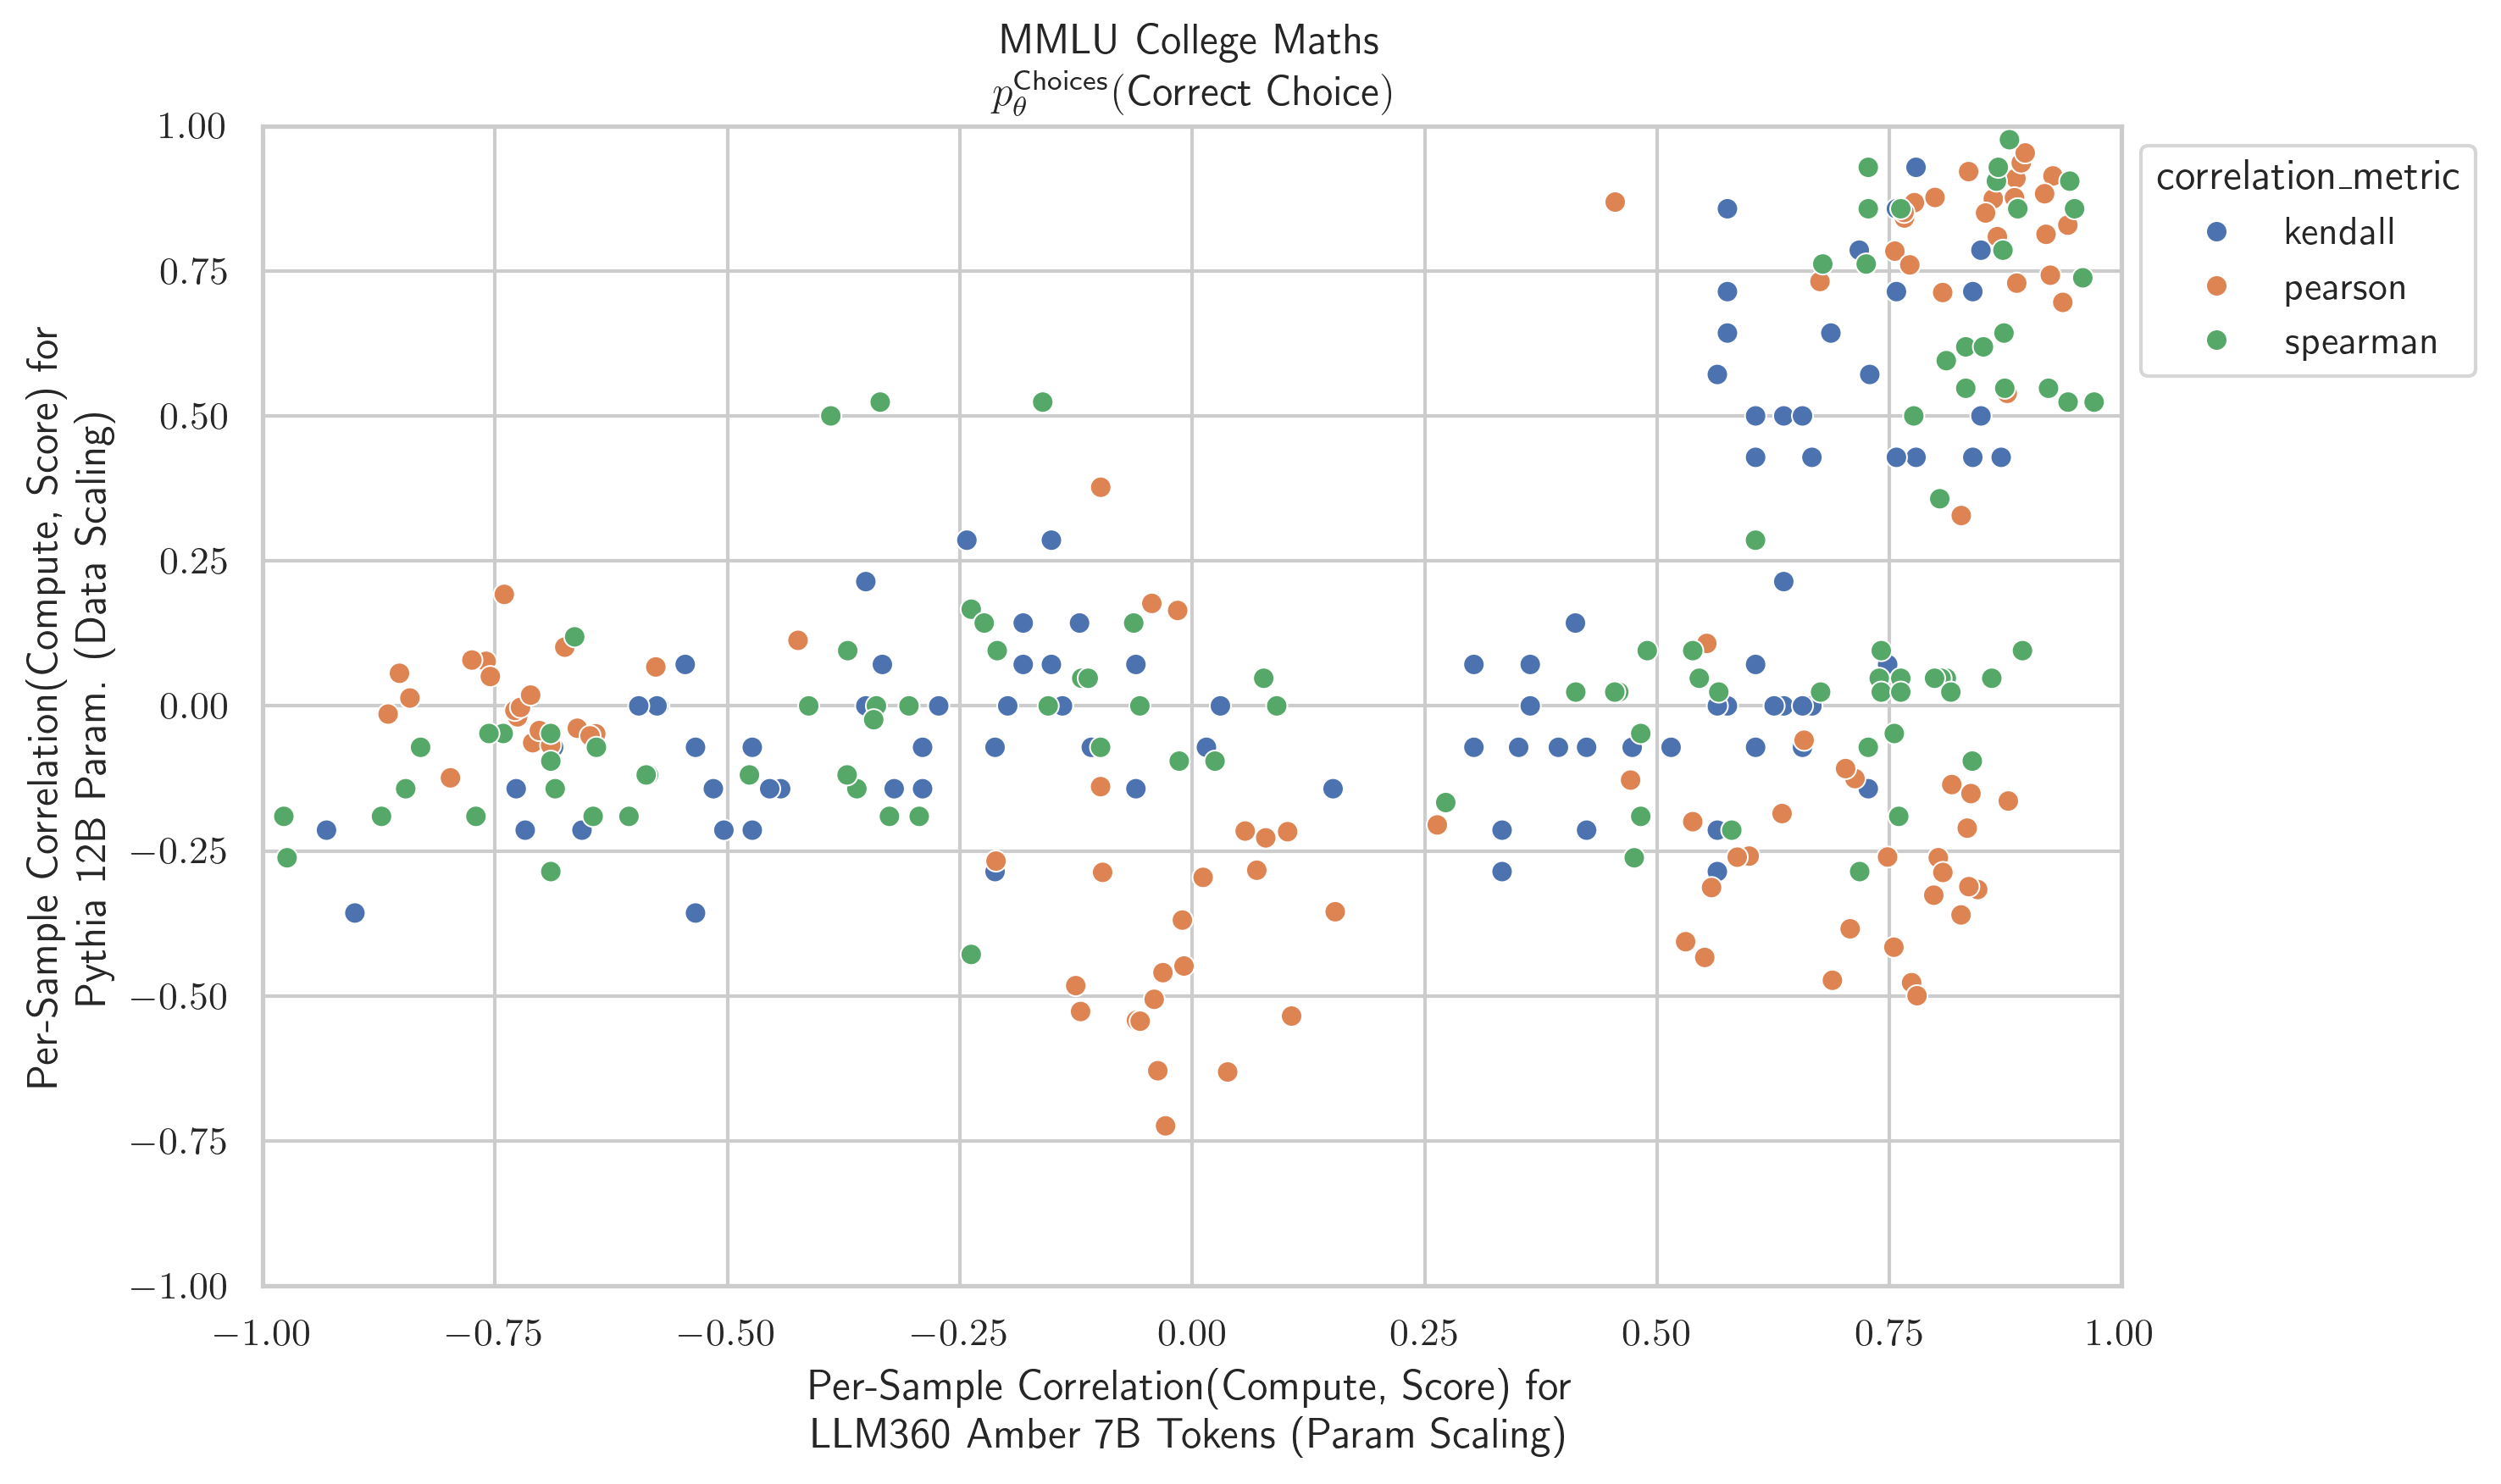 MMLU College Maths
p_θ^Choices(Correct Choice)
1.00
0.75
0.50
0.25
0.00
−0.25
−0.50
−0.75
−1.00
Per-Sample Correlation(Compute, Score) for
Pythia 12B Param. (Data Scaling)
correlation_metric
kendall
pearson
spearman
−1.00 −0.75 −0.50 −0.25 0.00 0.25 0.50 0.75 1.00
Per-Sample Correlation(Compute, Score) for
LLM360 Amber 7B Tokens (Param Scaling)